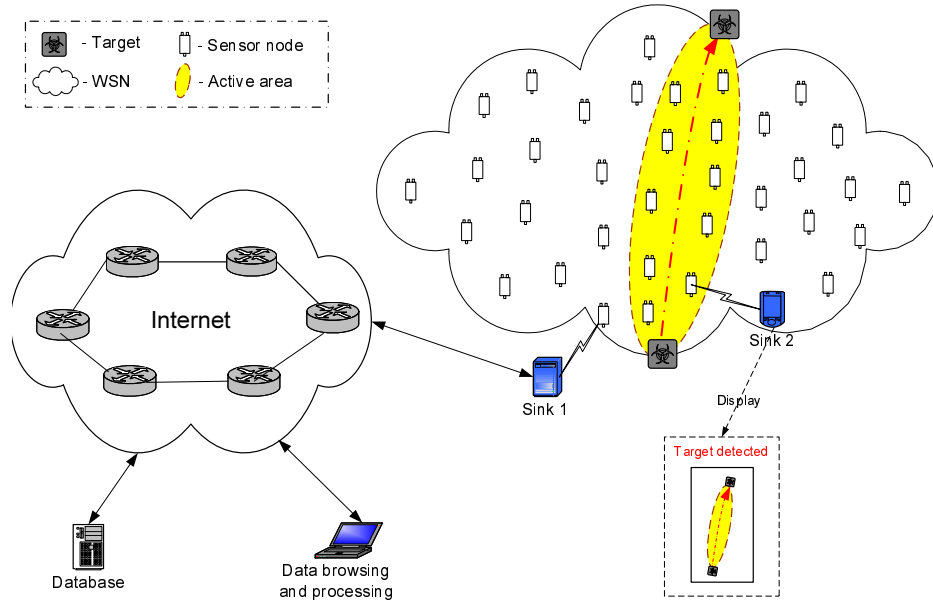 - Target
- Sensor node
- WSN
- Active area
Internet
Sink 1
Sink 2
Display
Target detected
Database
Data browsing
and processing